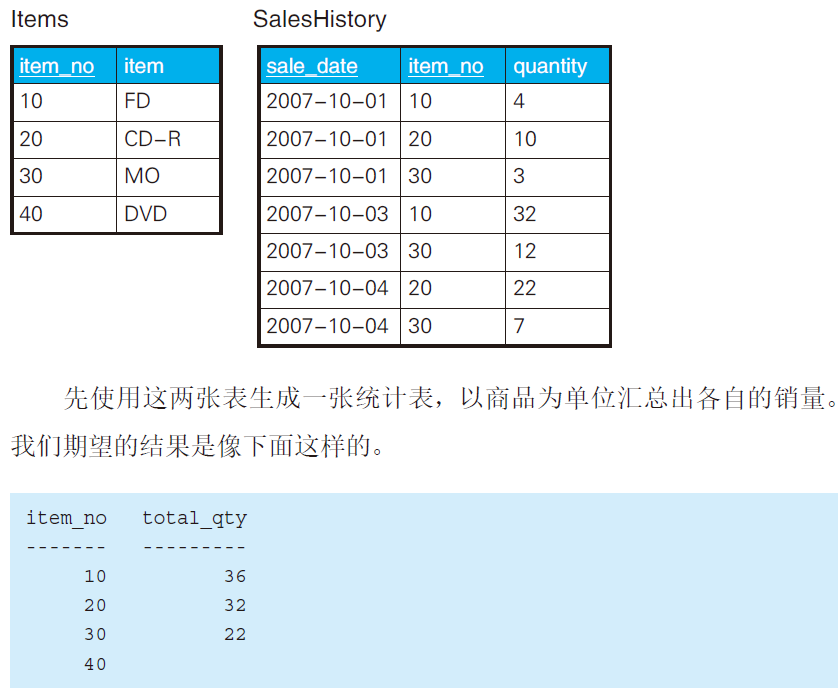 Items SalesHistory
item_no item sale_date item_no quantity
10 FD 2007-10-01 10 4
20 CD-R 2007-10-01 20 10
30 MO 2007-10-01 30 3
40 DVD 2007-10-03 10 32
2007-10-03 30 12
2007-10-04 20 22
2007-10-04 30 7
先使用这两张表生成一张统计表，以商品为单位汇总出各自的销量。
我们期望的结果是像下面这样的。
item_no total_qty
------- ---------
10 36
20 32
30 22
40